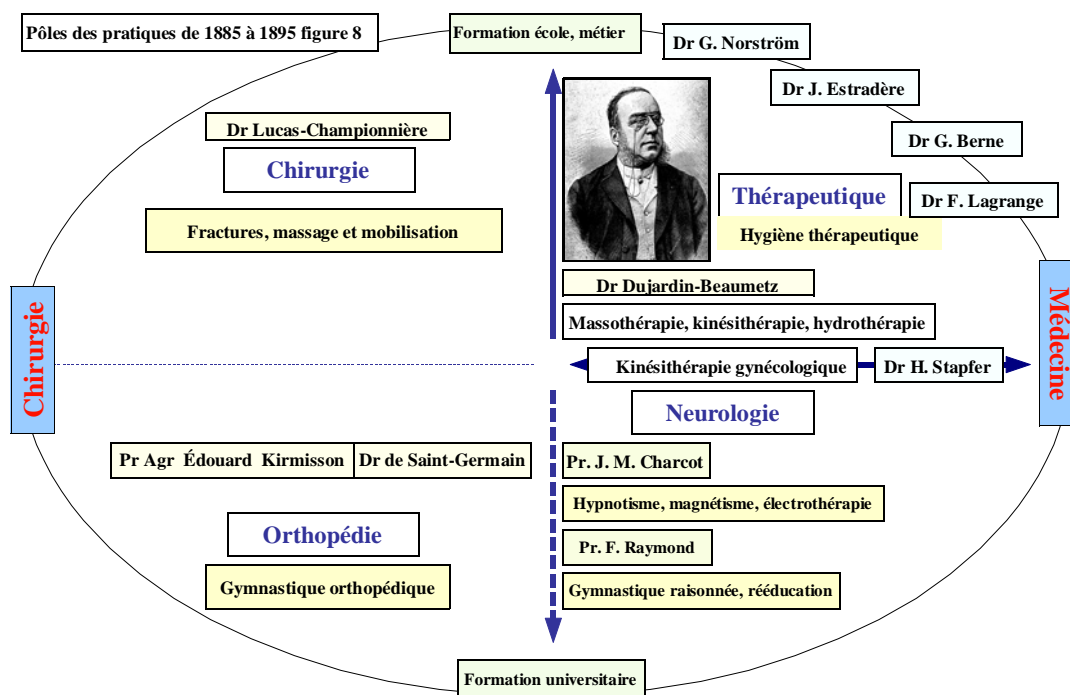 Pôles des pratiques de 1885 à 1895 figure 8
Formation école, métier
Dr G. Norström
Dr J. Estradère
Dr G. Berne
Dr F. Lagrange
Dr Lucas-Championnière
Chirurgie
Fractures, massage et mobilisation
Thérapeutique
Hygiène thérapeutique
Dr Dujardin-Beaumetz
Massothérapie, kinésithérapie, hydrothérapie
Kinésithérapie gynécologique
Dr H. Stapfer
Chirurgie
Médecine
Neurologie
Pr Agr Édouard Kirmisson
Dr de Saint-Germain
Pr. J. M. Charcot
Hypnotisme, magnétisme, électrothérapie
Orthopédie
Pr. F. Raymond
Gymnastique orthopédique
Gymnastique raisonnée, rééducation
Formation universitaire